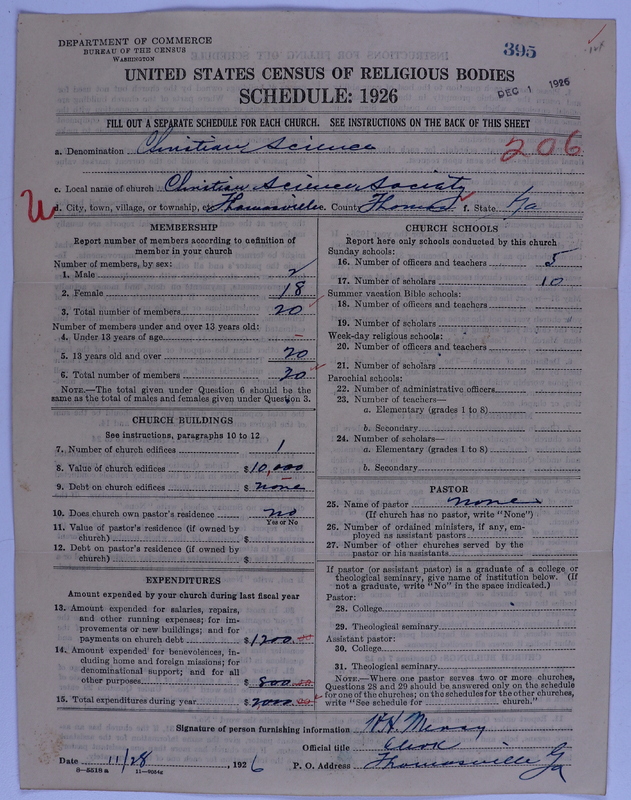 DEPARTMENT OF COMMERCE
BUREAU OF THE CENSUS
WASHINGTON
395
UNITED STATES CENSUS OF RELIGIOUS BODIES
SCHEDULE: 1926
DEC 1 1926
FILL OUT A SEPARATE SCHEDULE FOR EACH CHURCH. SEE INSTRUCTIONS ON THE BACK OF THIS SHEET
a. Denomination Christian Science 206
c. Local name of church Christian Science Society
U d. City, town, village, or township, etc. Thomasville e. County Thomas f. State Ga
MEMBERSHIP
Report number of members according to definition of
member in your church
Number of members, by sex:
1. Male 2
2. Female 18
3. Total number of members 20
Number of members under and over 13 years old:
4. Under 13 years of age –
5. 13 years old and over 20
6. Total number of members 20
NOTE.—The total given under Question 6 should be the
same as the total of males and females given under Question 3.
CHURCH BUILDINGS
See instructions, paragraphs 10 to 12
7. Number of church edifices 1
8. Value of church edifices $10,000
9. Debt on church edifices $ none
10. Does church own pastor's residence no
Yes or No
11. Value of pastor's residence (if owned by
church) $
12. Debt on pastor's residence (if owned by
church) $
EXPENDITURES
Amount expended by your church during last fiscal year
13. Amount expended for salaries, repairs,
and other running expenses; for im-
provements or new buildings; and for
payments on church debt $1200.00
14. Amount expended for benevolences, in-
cluding home and foreign missions; for
denominational support; and for all
other purposes $ 800.00
15. Total expenditures during year $2000.00
CHURCH SCHOOLS
Report here only schools conducted by this church
Sunday schools:
16. Number of officers and teachers 5
17. Number of scholars 10
Summer vacation Bible schools:
18. Number of officers and teachers
19. Number of scholars
Week-day religious schools:
20. Number of officers and teachers
21. Number of scholars
Parochial schools:
22. Number of administrative officers
23. Number of teachers—
a. Elementary (grades 1 to 8)
b. Secondary
24. Number of scholars—
a. Elementary (grades 1 to 8)
b. Secondary
PASTOR
25. Name of pastor none
(If church has no pastor, write "None")
26. Number of ordained ministers, if any, em-
ployed as assistant pastors
27. Number of other churches served by the
pastor or his assistants
If pastor (or assistant pastor) is a graduate of a college or
theological seminary, give name of institution below. (If
not a graduate, write "No" in the space indicated.)
Pastor:
28. College
29. Theological seminary
Assistant pastor:
30. College
31. Theological seminary
NOTE.—Where one pastor serves two or more churches,
Questions 28 and 29 should be answered only on the schedule
for one of the churches; on the schedules for the other churches,
write "See schedule for church."
Signature of person furnishing information
Official title Clerk
Date 11/28, 1926 P. O. Address Thomasville Ga
8—5518 a